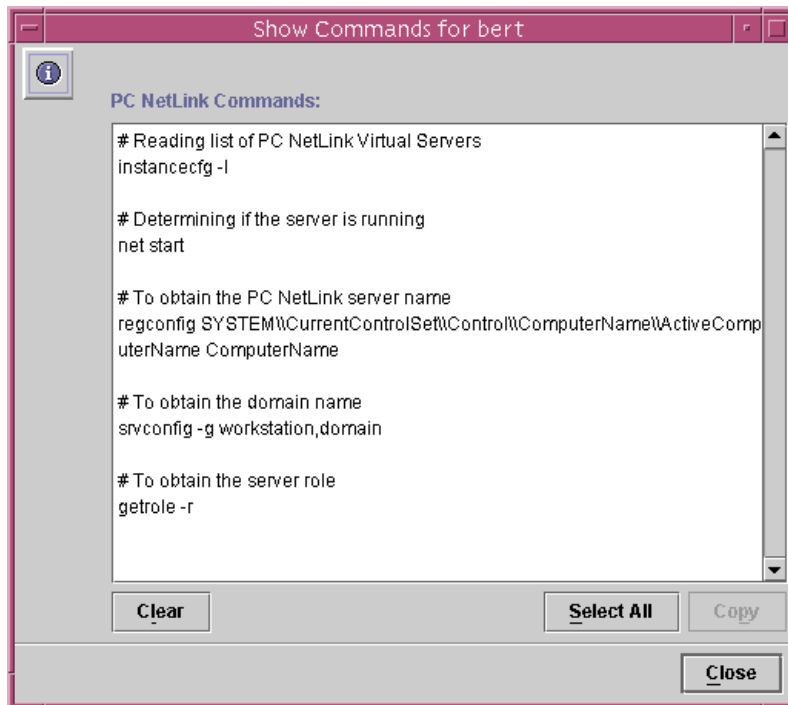 Show Commands for bert
PC NetLink Commands:
# Reading list of PC NetLink Virtual Servers
instancecfg -l
# Determining if the server is running
net start
# To obtain the PC NetLink server name
regconfig SYSTEM\\CurrentControlSet\\Control\\ComputerName\\ActiveComp
uterName ComputerName
# To obtain the domain name
srvconfig -g workstation,domain
# To obtain the server role
getrole -r
Clear
Select All
Copy
Close